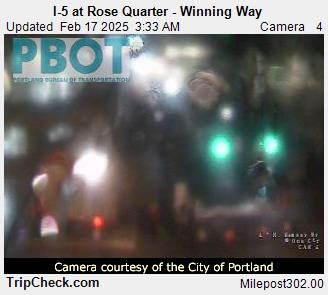 I-5 at Rose Quarter - Winning Way
Updated Feb 17 2025 3:33 AM Camera 4
PBOT
PORTLAND BUREAU OF TRANSPORTATION
Camera courtesy of the City of Portland
TripCheck.com Milepost302.00